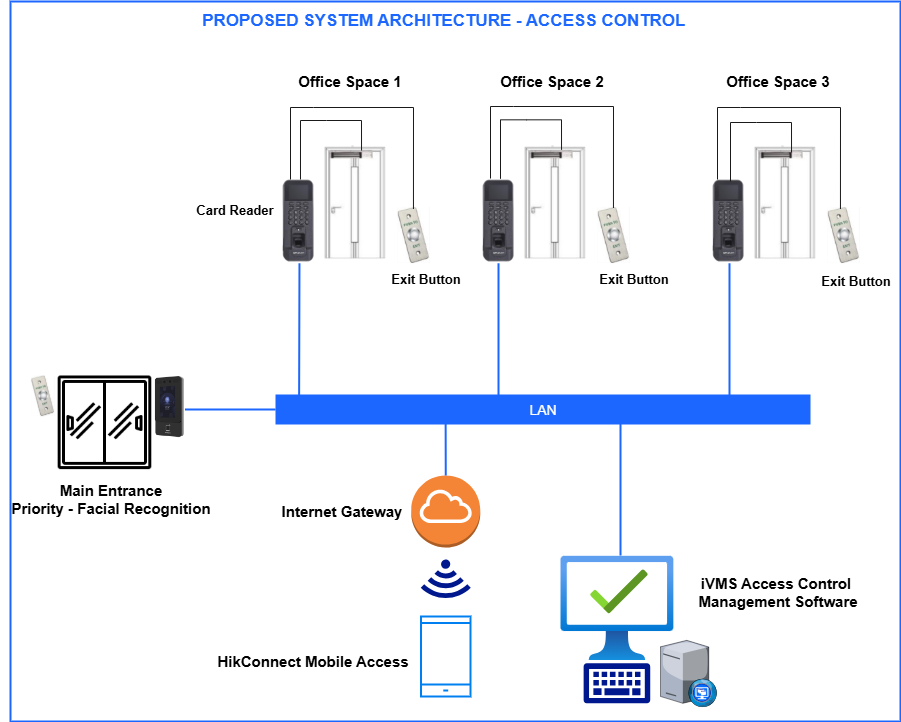 PROPOSED SYSTEM ARCHITECTURE - ACCESS CONTROL
Office Space 1
Office Space 2
Office Space 3
Card Reader
Exit Button
Exit Button
Exit Button
LAN
Main Entrance
Priority - Facial Recognition
Internet Gateway
iVMS Access Control
Management Software
HikConnect Mobile Access